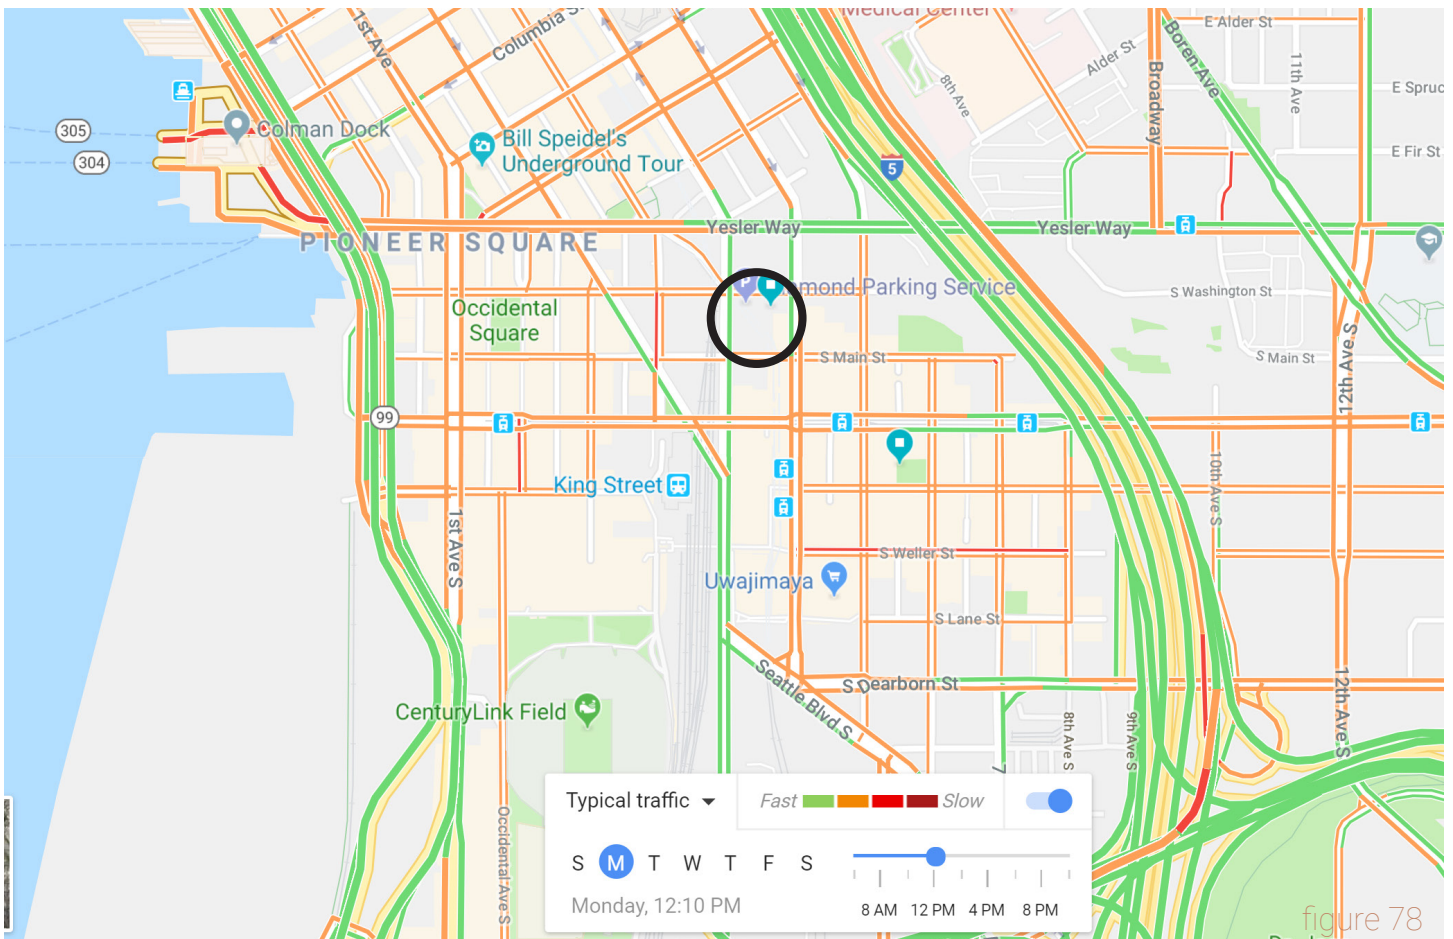 Medical Center
E Alder St
1st Ave
Columbia S
Boren Ave
Alder St
Broadway
8th Ave
11th Ave
E Spruc
305
Colman Dock
Bill Speidel's
Underground Tour
304
5
E Fir St
Yesler Way
Yesler Way
PIONEER SQUARE
P
amond Parking Service
S Washington St
Occidental
Square
S Main St
S Main St
12th Ave S
99
King Street
10th Ave S
1st Ave S
S Weller St
Uwajimaya
S Lane St
S Dearborn St
Seattle Blvd S
12th Ave S
CenturyLink Field
8th Ave S
9th Ave S
7
Occidental Ave S
Typical traffic
Fast
Slow
S M T W T F S
Monday, 12:10 PM
8 AM 12 PM 4 PM 8 PM
figure 78